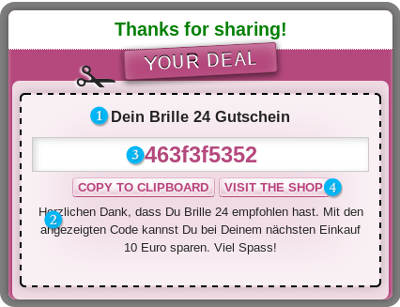 Thanks for sharing!
YOUR DEAL
1 Dein Brille 24 Gutschein
3 463f3f5352
COPY TO CLIPBOARD VISIT THE SHOP 4
2
Herzlichen Dank, dass Du Brille 24 empfohlen hast. Mit den
angezeigten Code kannst Du bei Deinem nächsten Einkauf
10 Euro sparen. Viel Spass!